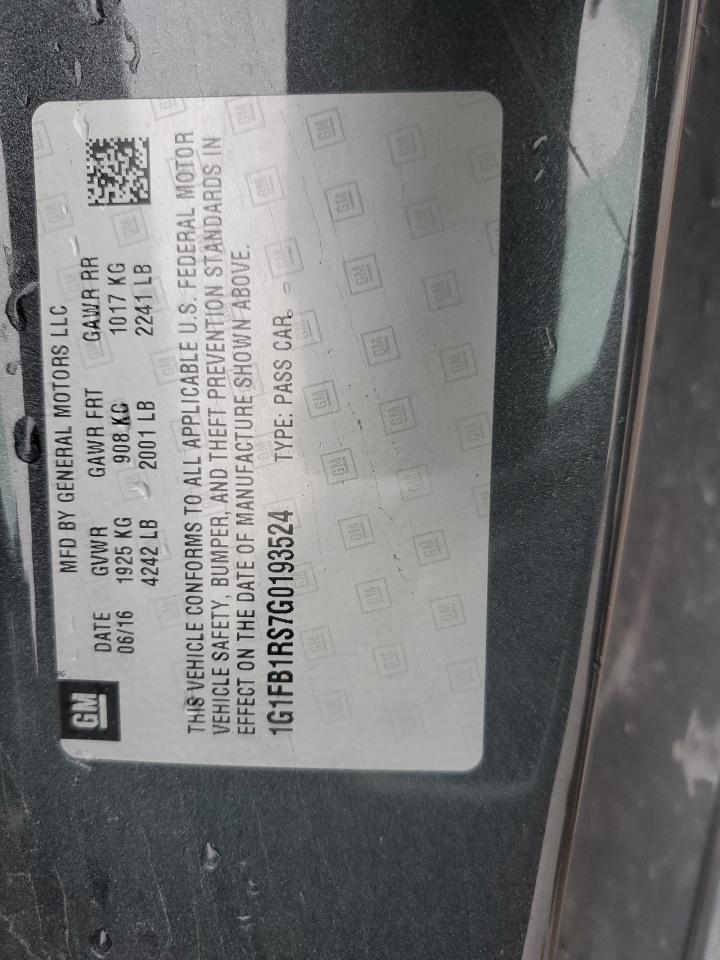 GM
MFD BY GENERAL MOTORS LLC
DATE GVWR GAWR FRT GAWR RR
06/16 1925 KG 908 KG 1017 KG
4242 LB 2001 LB 2241 LB
THIS VEHICLE CONFORMS TO ALL APPLICABLE U.S. FEDERAL MOTOR
VEHICLE SAFETY, BUMPER, AND THEFT PREVENTION STANDARDS IN
EFFECT ON THE DATE OF MANUFACTURE SHOWN ABOVE.
1G1FB1RS7G0193524 TYPE: PASS CAR